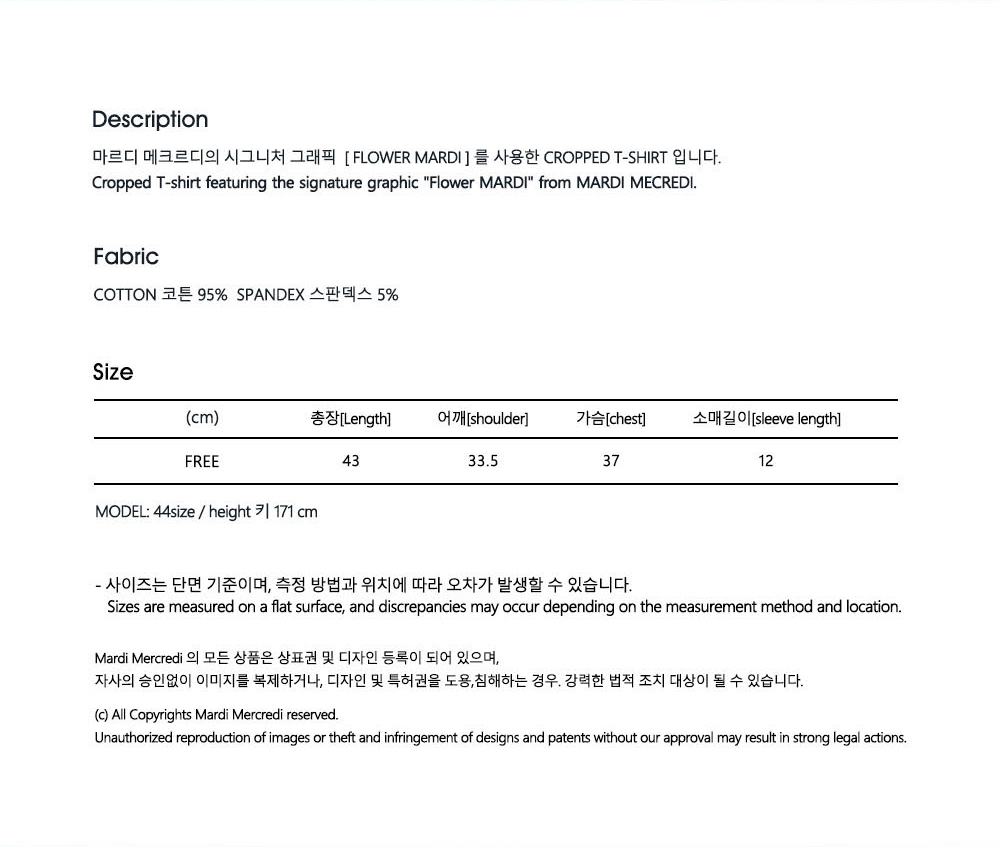 Description
마르디 메크르디의 시그니처 그래픽 [ FLOWER MARDI ] 를 사용한 CROPPED T-SHIRT 입니다.
Cropped T-shirt featuring the signature graphic "Flower MARDI" from MARDI MECREDI.
Fabric
COTTON 코튼 95% SPANDEX 스판덱스 5%
Size
(cm) 총장[Length] 어깨[shoulder] 가슴[chest] 소매길이[sleeve length]
FREE 43 33.5 37 12
MODEL: 44size / height 키 171 cm
- 사이즈는 단면 기준이며, 측정 방법과 위치에 따라 오차가 발생할 수 있습니다.
Sizes are measured on a flat surface, and discrepancies may occur depending on the measurement method and location.
Mardi Mercredi 의 모든 상품은 상표권 및 디자인 등록이 되어 있으며,
자사의 승인없이 이미지를 복제하거나, 디자인 및 특허권을 도용,침해하는 경우. 강력한 법적 조치 대상이 될 수 있습니다.
(c) All Copyrights Mardi Mercredi reserved.
Unauthorized reproduction of images or theft and infringement of designs and patents without our approval may result in strong legal actions.